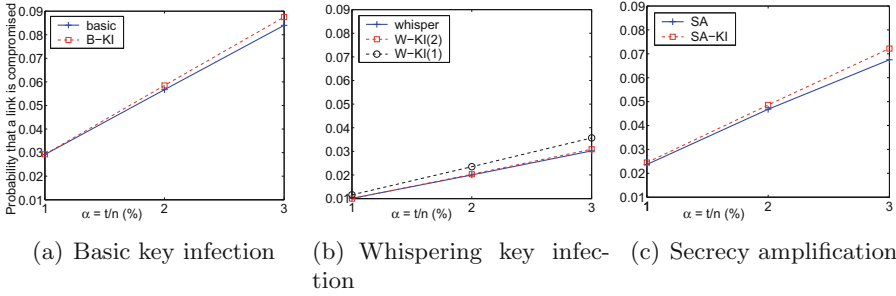 Probability that a link is compromised
0.09
0.08
0.07
0.06
0.05
0.04
0.03
0.02
0.01
basic
B−KI
1
2
3
α = t/n (%)
(a) Basic key infection
0.09
0.08
0.07
0.06
0.05
0.04
0.03
0.02
0.01
whisper
W−KI(2)
W−KI(1)
1
2
3
α = t/n (%)
(b) Whispering key infec-
tion
0.09
0.08
0.07
0.06
0.05
0.04
0.03
0.02
0.01
SA
SA−KI
1
2
3
α = t/n (%)
(c) Secrecy amplification